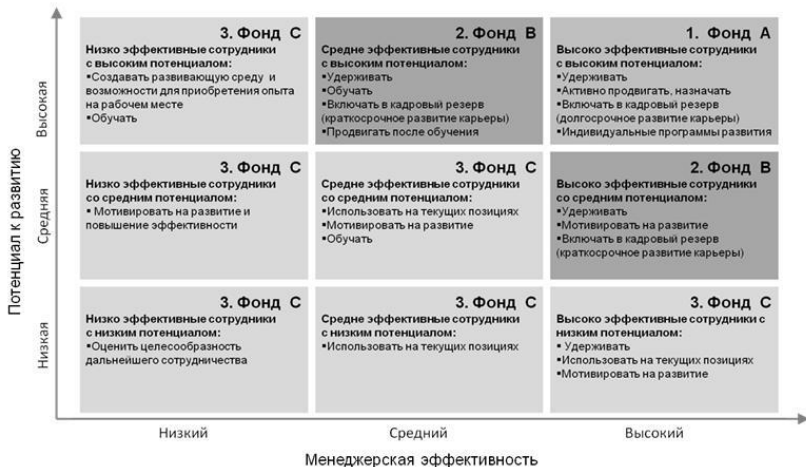 Потенциал к развитию
Высокая
3. Фонд C
Низко эффективные сотрудники
с высоким потенциалом:
▪Создавать развивающую среду и
возможности для приобретения опыта
на рабочем месте
▪Обучать
2. Фонд B
Средне эффективные сотрудники
с высоким потенциалом:
▪Удерживать
▪Обучать
▪Включать в кадровый резерв
(краткосрочное развитие карьеры)
▪Продвигать после обучения
1. Фонд A
Высоко эффективные сотрудники
с высоким потенциалом:
▪Удерживать
▪Активно продвигать, назначать
▪Включать в кадровый резерв
(долгосрочное развитие карьеры)
▪Индивидуальные программы развития
Средняя
3. Фонд C
Низко эффективные сотрудники
со средним потенциалом:
▪ Мотивировать на развитие и
повышение эффективности
3. Фонд C
Средне эффективные сотрудники
со средним потенциалом:
▪Использовать на текущих позициях
▪Мотивировать на развитие
▪Обучать
2. Фонд B
Высоко эффективные сотрудники
со средним потенциалом:
▪Удерживать
▪Мотивировать на развитие
▪Включать в кадровый резерв
(краткосрочное развитие карьеры)
Низкая
3. Фонд C
Низко эффективные сотрудники
с низким потенциалом:
▪Оценить целесообразность
дальнейшего сотрудничества
3. Фонд C
Средне эффективные сотрудники
с низким потенциалом:
▪Использовать на текущих позициях
3. Фонд C
Высоко эффективные сотрудники с
низким потенциалом:
▪ Удерживать
▪Использовать на текущих позициях
▪Мотивировать на развитие
Низкий
Средний
Высокий
Менеджерская эффективность